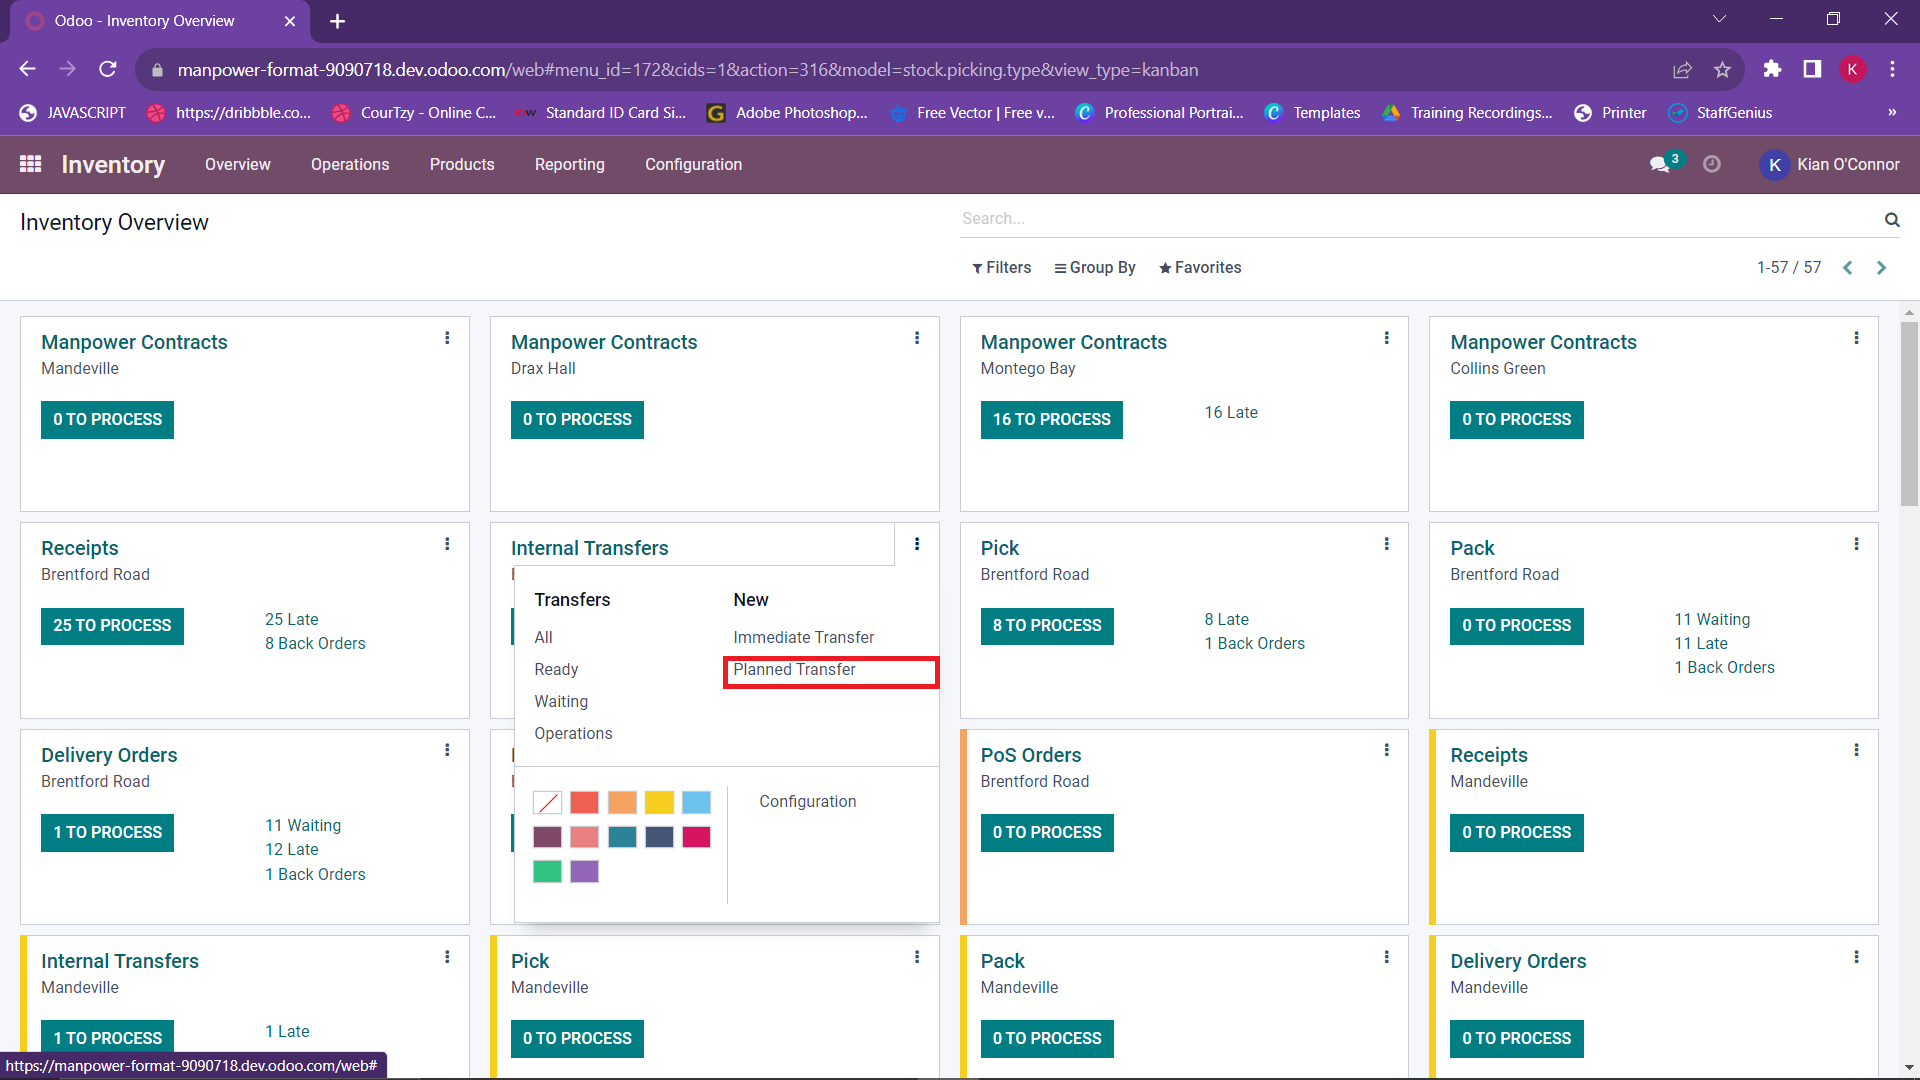 Odoo - Inventory Overview
manpower-format-9090718.dev.odoo.com/web#menu_id=172&cids=1&action=316&model=stock.picking.type&view_type=kanban
K
JAVASCRIPT
https://dribbble.co...
CourTzy - Online C...
Standard ID Card Si...
Adobe Photoshop...
Free Vector | Free v...
Professional Portrai...
Templates
Training Recordings...
Printer
StaffGenius
»
Inventory
Overview
Operations
Products
Reporting
Configuration
3
K
Kian O'Connor
Inventory Overview
Search...
Filters
Group By
Favorites
1-57 / 57
Manpower Contracts
Mandeville
0 TO PROCESS
Manpower Contracts
Drax Hall
0 TO PROCESS
Manpower Contracts
Montego Bay
16 TO PROCESS
16 Late
Manpower Contracts
Collins Green
0 TO PROCESS
Receipts
Brentford Road
25 TO PROCESS
25 Late
8 Back Orders
Internal Transfers
Transfers
All
Ready
Waiting
Operations
New
Immediate Transfer
Planned Transfer
Configuration
Pick
Brentford Road
8 TO PROCESS
8 Late
1 Back Orders
Pack
Brentford Road
0 TO PROCESS
11 Waiting
11 Late
1 Back Orders
Delivery Orders
Brentford Road
1 TO PROCESS
11 Waiting
12 Late
1 Back Orders
PoS Orders
Brentford Road
0 TO PROCESS
Receipts
Mandeville
0 TO PROCESS
Internal Transfers
Mandeville
1 TO PROCESS
1 Late
Pick
Mandeville
0 TO PROCESS
Pack
Mandeville
0 TO PROCESS
Delivery Orders
Mandeville
0 TO PROCESS
https://manpower-format-9090718.dev.odoo.com/web#